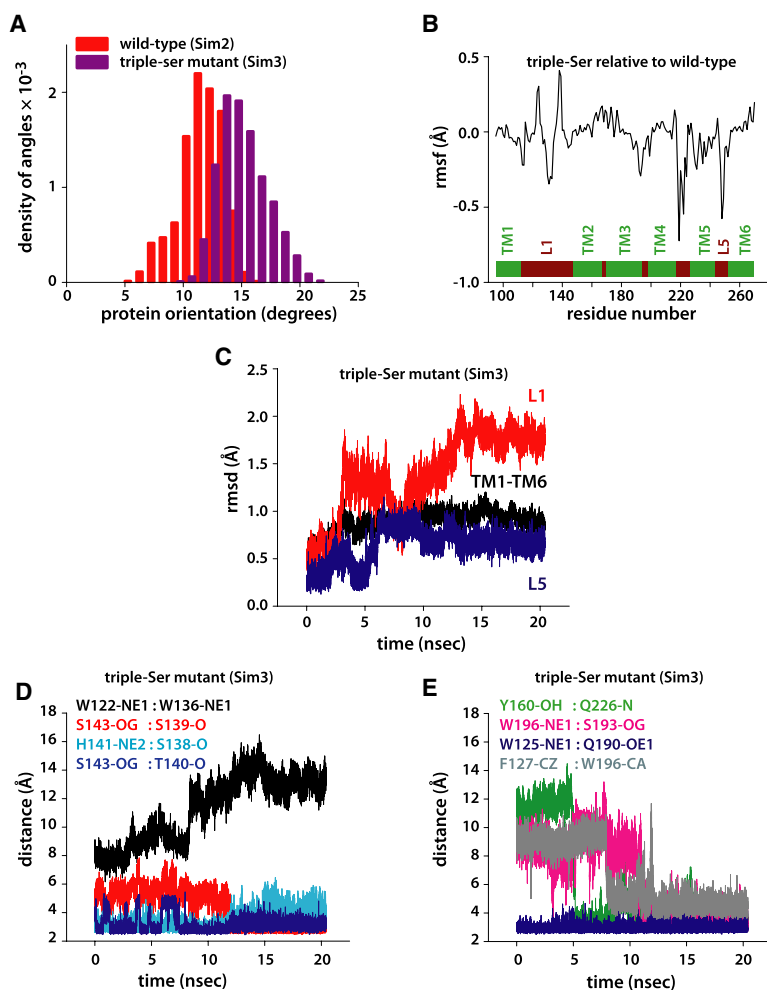 A
wild-type (Sim2)
triple-ser mutant (Sim3)
density of angles × 10-3
2
1
0
0 5 10 15 20 25
protein orientation (degrees)
B
triple-Ser relative to wild-type
rmsf (Å)
0.5
0.0
-0.5
-1.0
TM1 L1 TM2 TM3 TM4 TM5 L5 TM6
100 140 180 220 260
residue number
C
triple-Ser mutant (Sim3)
rmsd (Å)
2.5
2.0
1.5
1.0
0.5
0.0
L1
TM1-TM6
L5
0 5 10 15 20
time (nsec)
D
triple-Ser mutant (Sim3)
W122-NE1 : W136-NE1
S143-OG : S139-O
H141-NE2 : S138-O
S143-OG : T140-O
distance (Å)
18
16
14
12
10
8
6
4
2
0 5 10 15 20
time (nsec)
E
triple-Ser mutant (Sim3)
Y160-OH : Q226-N
W196-NE1 : S193-OG
W125-NE1 : Q190-OE1
F127-CZ : W196-CA
distance (Å)
18
16
14
12
10
8
6
4
2
0 5 10 15 20
time (nsec)